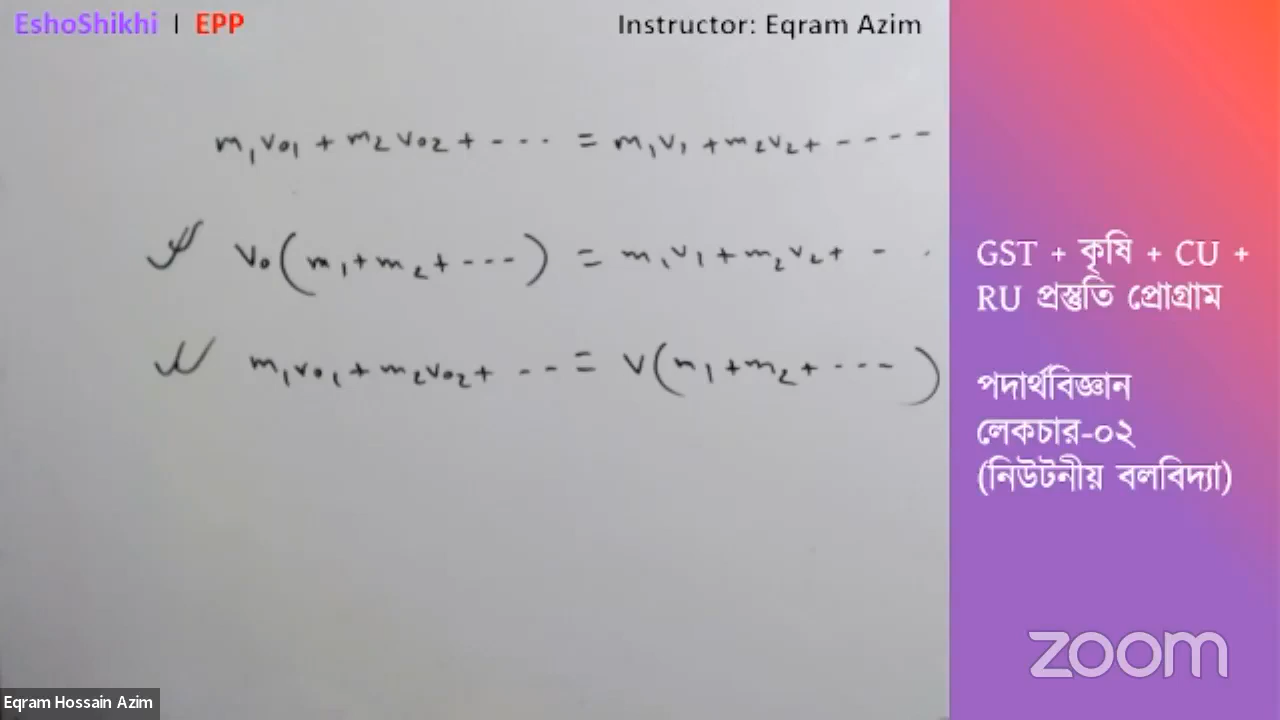 EshoShikhi | EPP
Instructor: Eqram Azim
m₁v₀₁ + m₂v₀₂ + - - - = m₁v₁ + m₂v₂ + - - - -
v₀(m₁ + m₂ + - - -) = m₁v₁ + m₂v₂ + - .
m₁v₀₁ + m₂v₀₂ + - - - = v(m₁ + m₂ + - - -)
GST + কৃষি + CU +
RU প্রস্তুতি প্রোগ্রাম
পদার্থবিজ্ঞান
লেকচার-০২
(নিউটনীয় বলবিদ্যা)
zoom
Eqram Hossain Azim